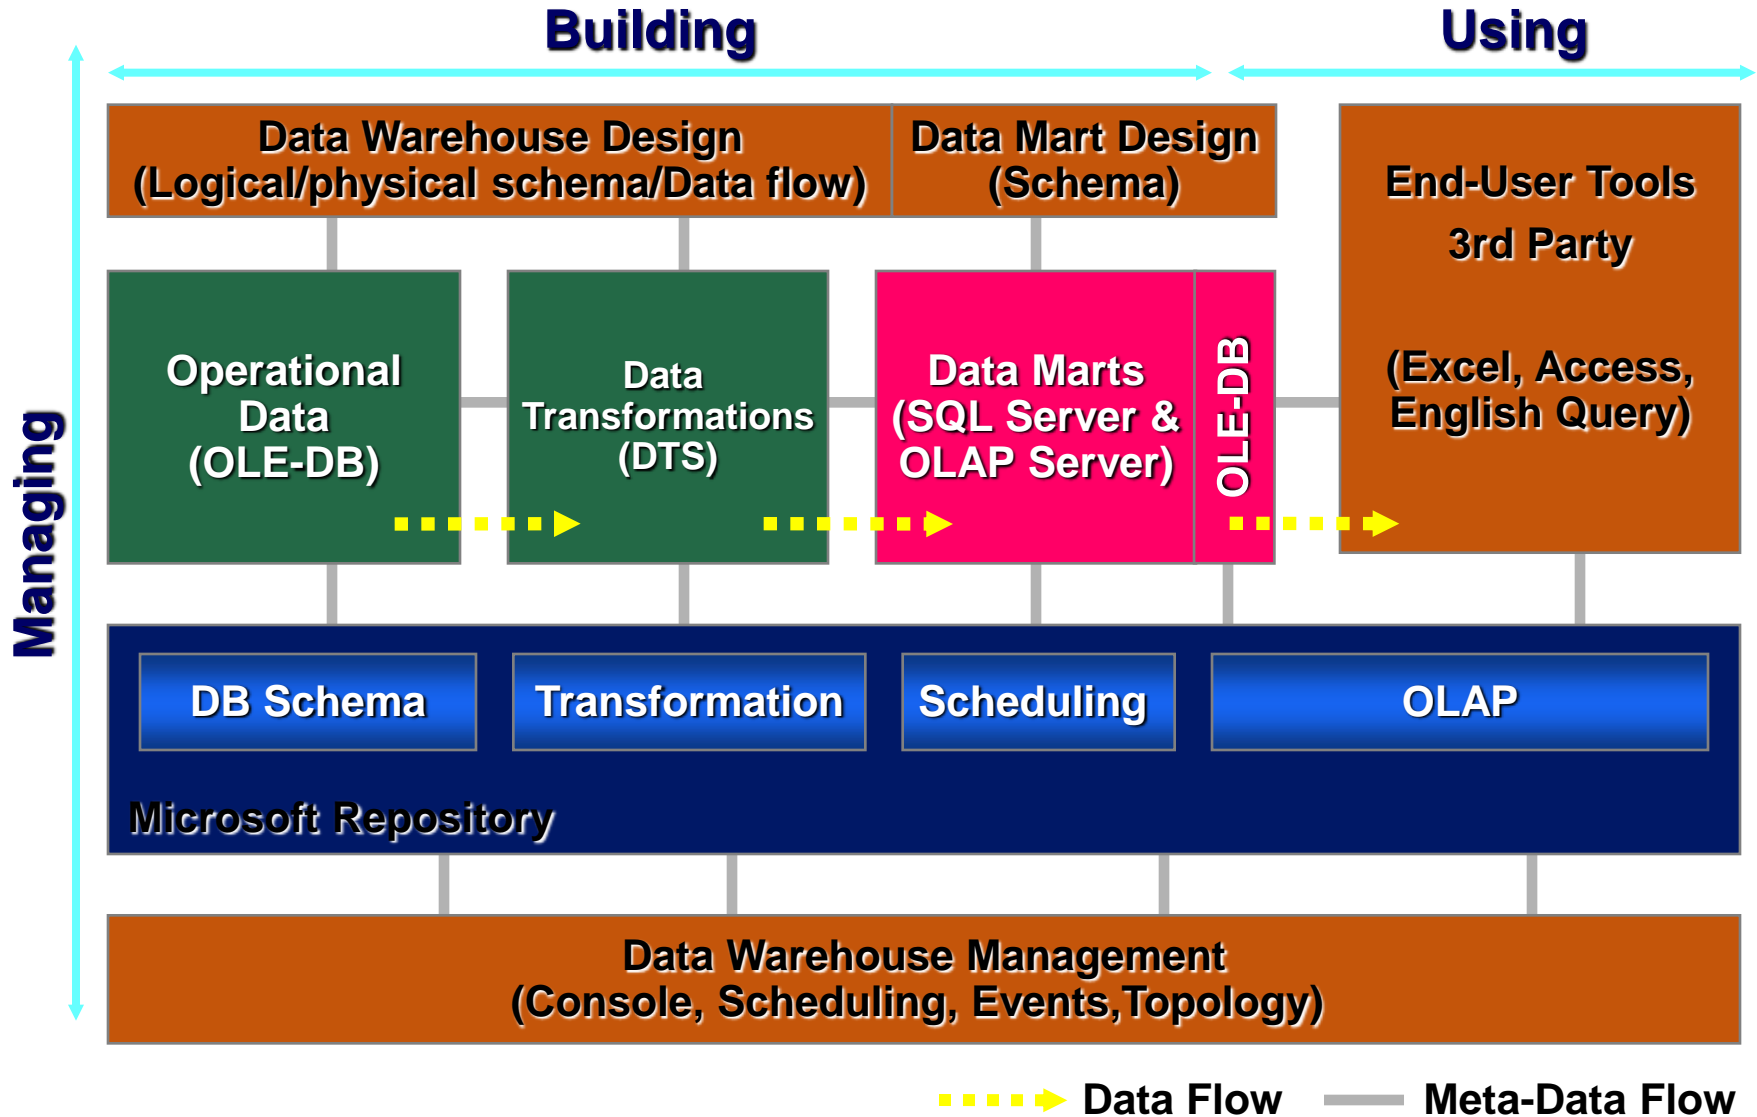 Building
Using
Managing
Data Warehouse Design
(Logical/physical schema/Data flow)
Data Mart Design
(Schema)
End-User Tools
3rd Party
(Excel, Access,
English Query)
Operational
Data
(OLE-DB)
Data
Transformations
(DTS)
Data Marts
(SQL Server &
OLAP Server)
OLE-DB
DB Schema
Transformation
Scheduling
OLAP
Microsoft Repository
Data Warehouse Management
(Console, Scheduling, Events,Topology)
Data Flow
Meta-Data Flow